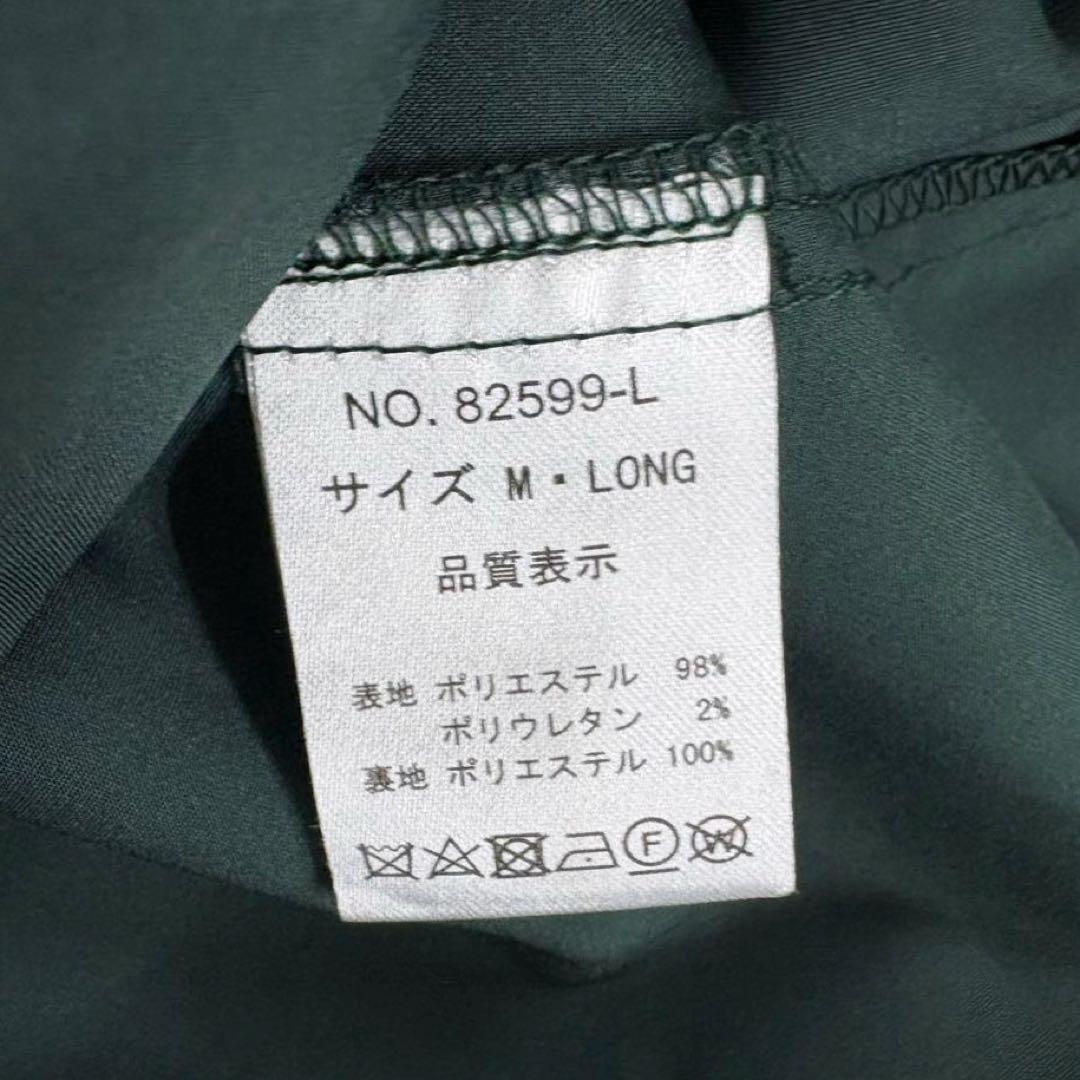 NO. 82599-L
サイズ M・LONG
品質表示
表地 ポリエステル 98%
ポリウレタン 2%
裏地 ポリエステル 100%
F W